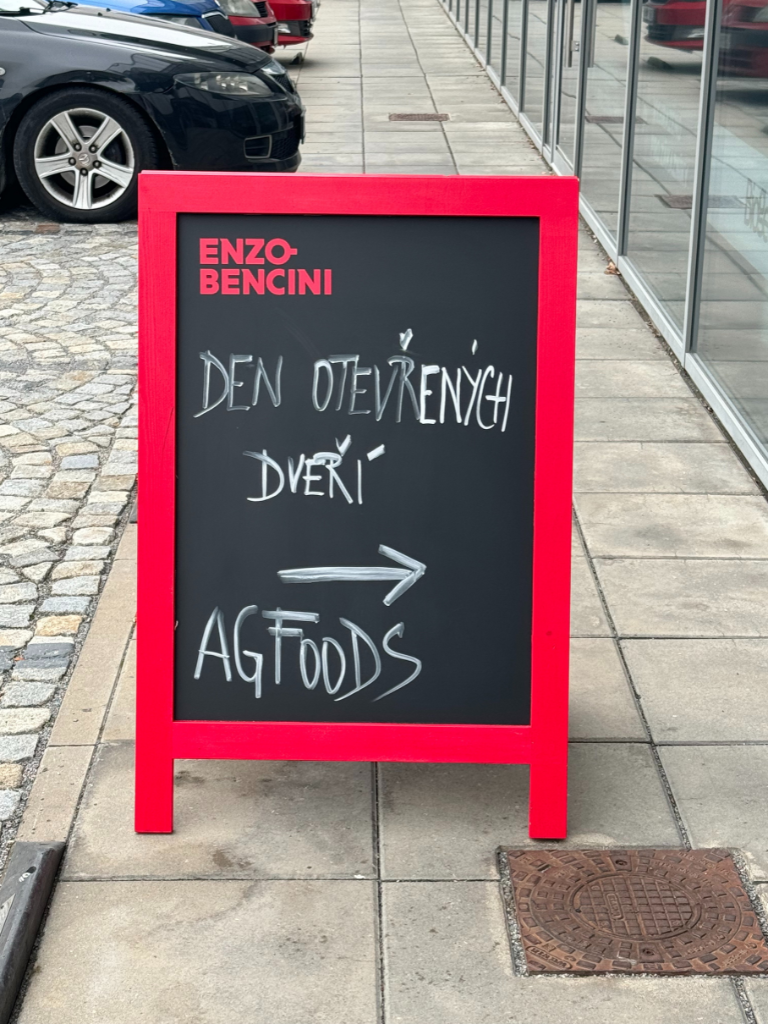 ENZO-
BENCINI
DEN OTEVŘENÝCH
DVEŘÍ
AGFOODS